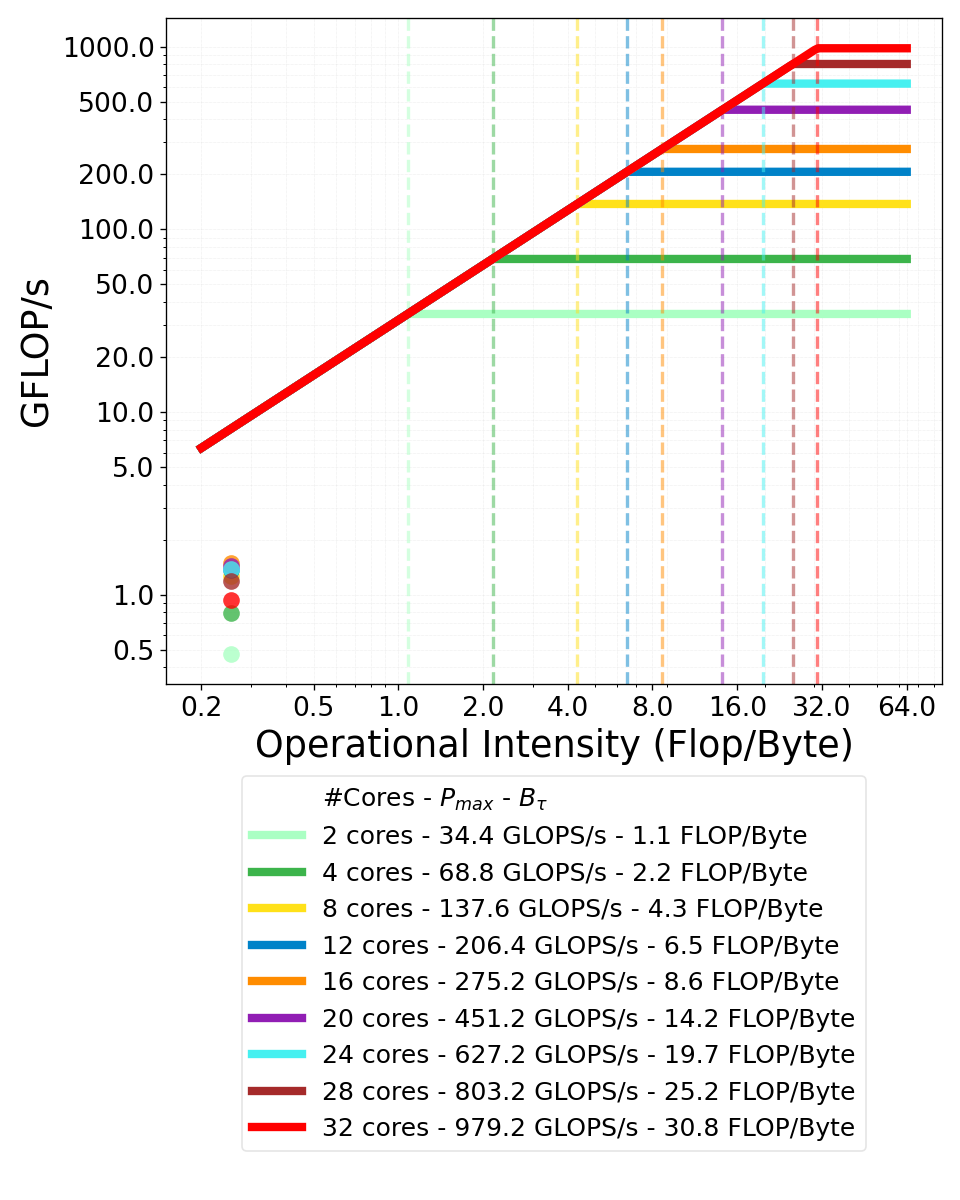 1000.0
500.0
200.0
100.0
50.0
20.0
10.0
5.0
1.0
0.5
GFLOP/s
0.2 0.5 1.0 2.0 4.0 8.0 16.0 32.0 64.0
Operational Intensity (Flop/Byte)
#Cores - Pmax - Bτ
2 cores - 34.4 GLOPS/s - 1.1 FLOP/Byte
4 cores - 68.8 GLOPS/s - 2.2 FLOP/Byte
8 cores - 137.6 GLOPS/s - 4.3 FLOP/Byte
12 cores - 206.4 GLOPS/s - 6.5 FLOP/Byte
16 cores - 275.2 GLOPS/s - 8.6 FLOP/Byte
20 cores - 451.2 GLOPS/s - 14.2 FLOP/Byte
24 cores - 627.2 GLOPS/s - 19.7 FLOP/Byte
28 cores - 803.2 GLOPS/s - 25.2 FLOP/Byte
32 cores - 979.2 GLOPS/s - 30.8 FLOP/Byte